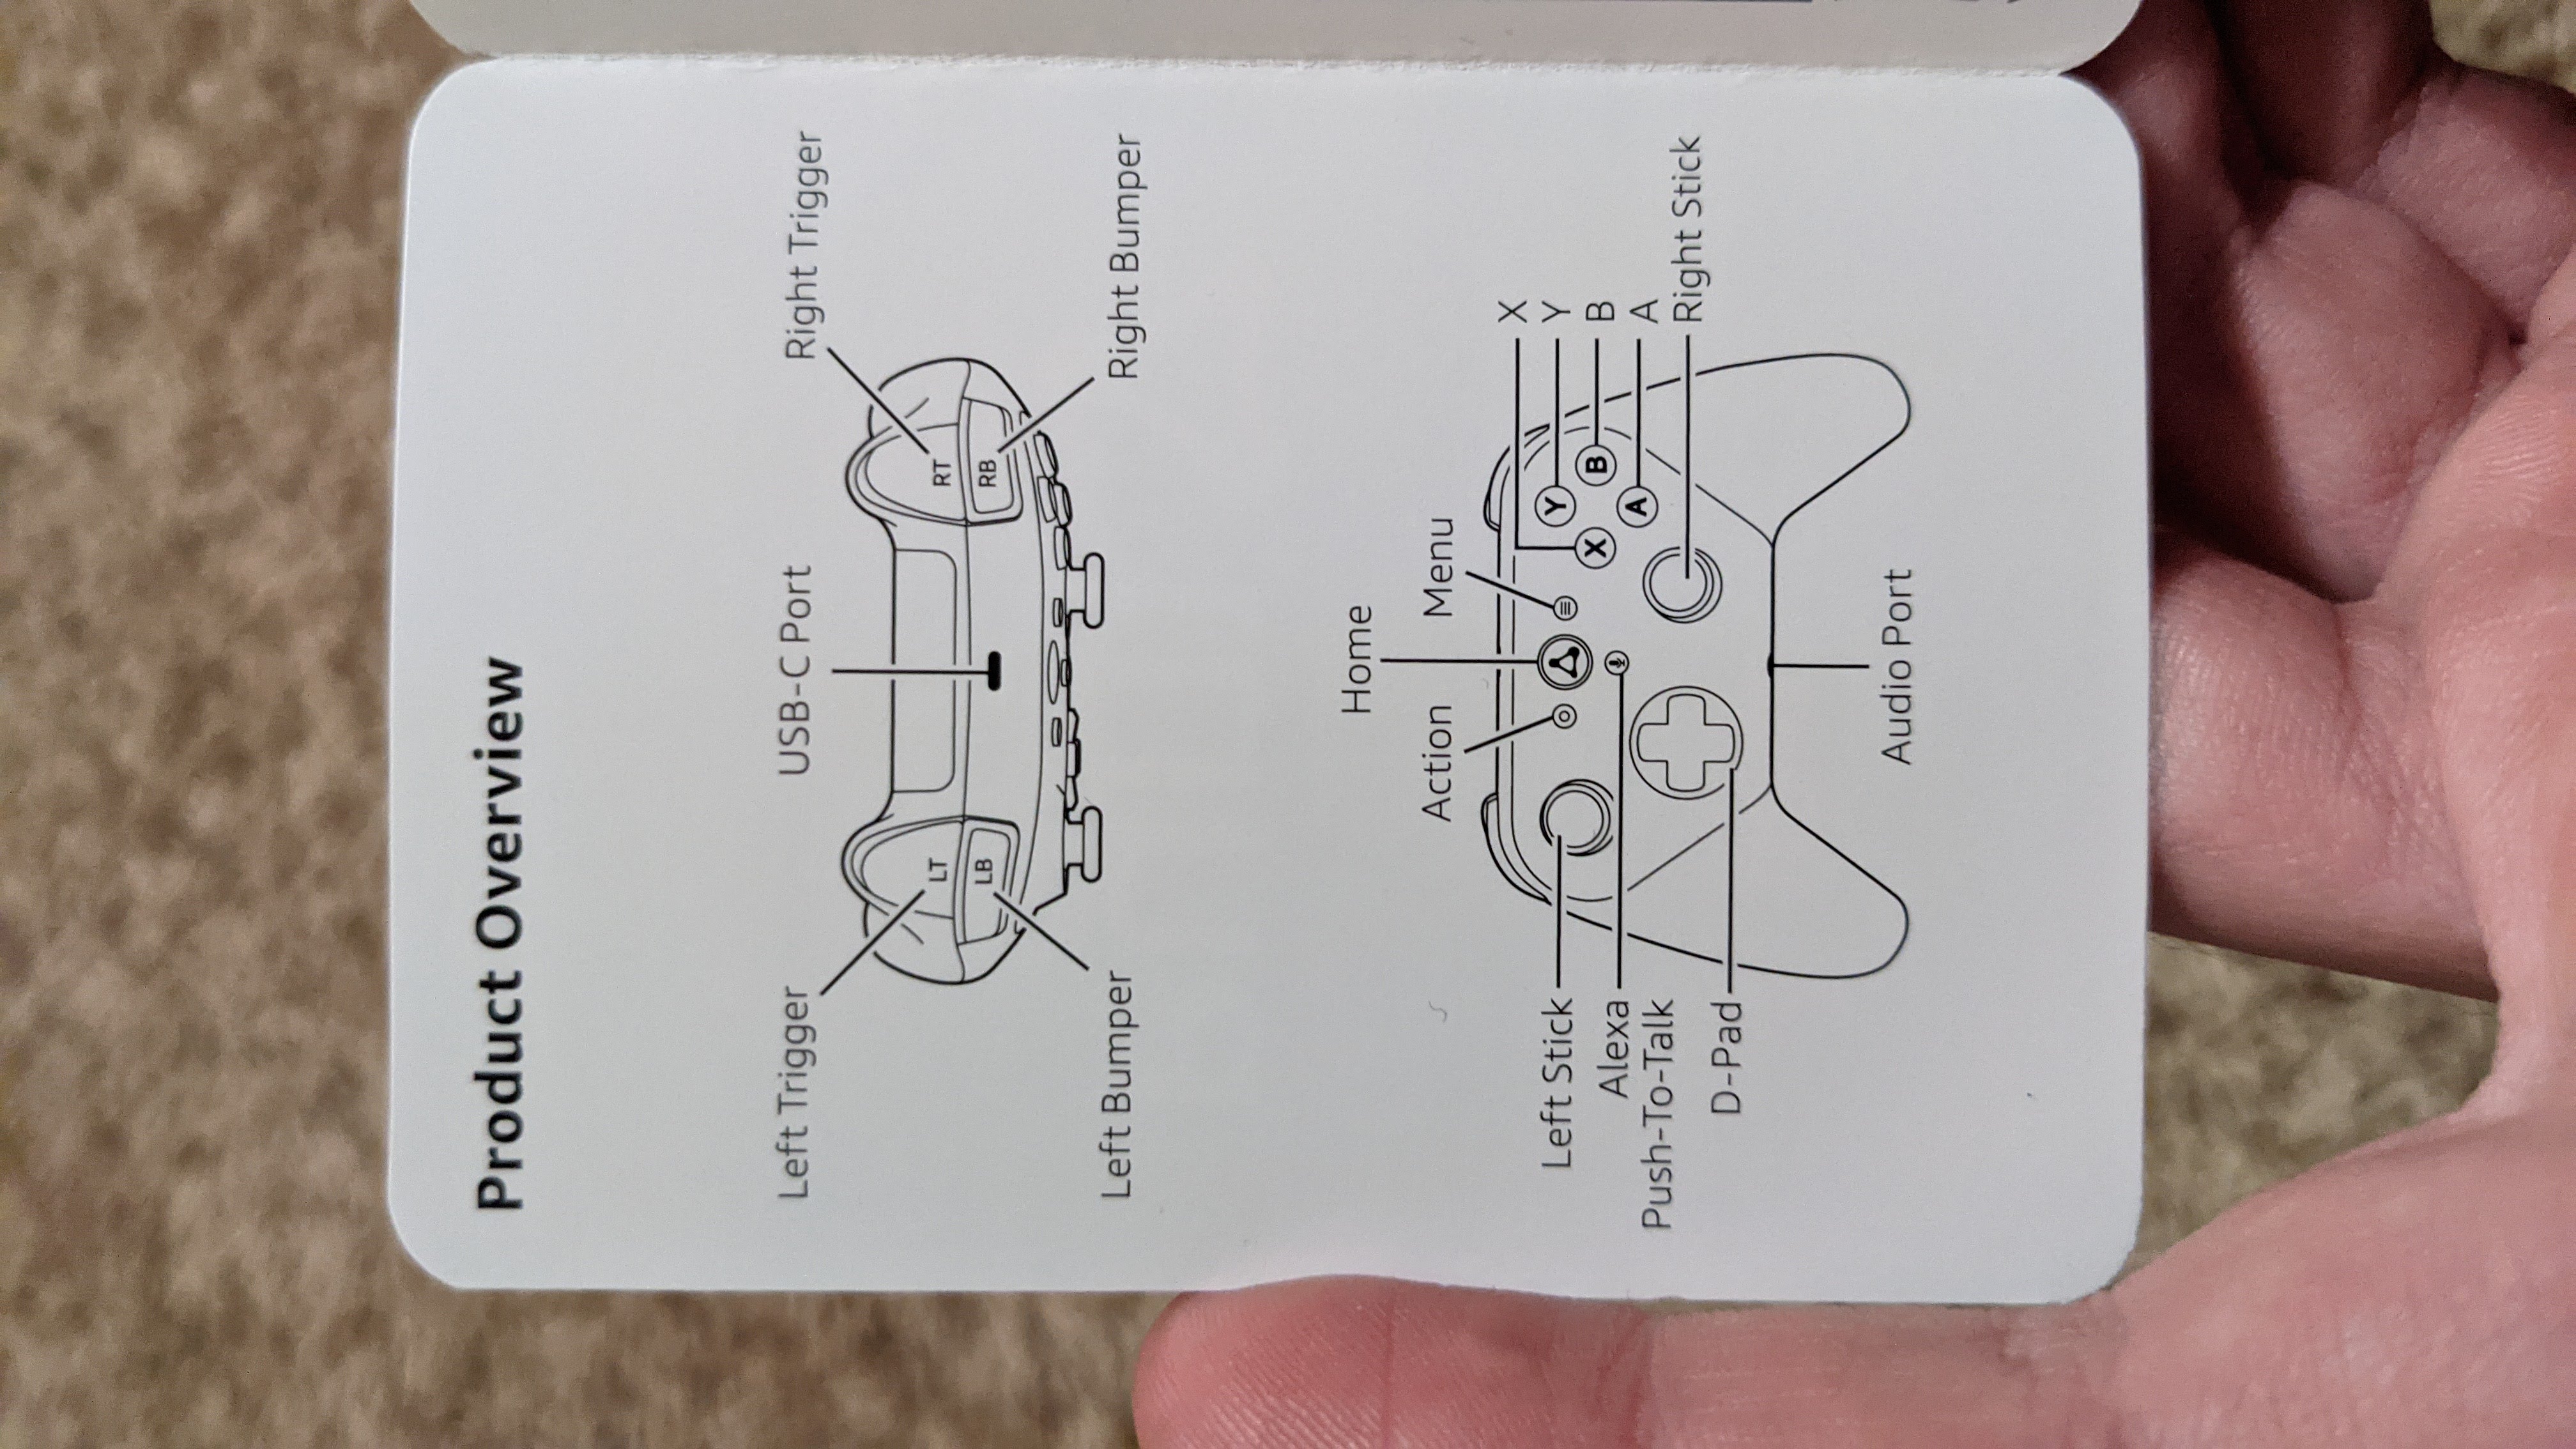 Product Overview
Left Trigger
USB-C Port
Right Trigger
LT
RT
LB
RB
Left Bumper
Right Bumper
Home
Action
Menu
X
Left Stick
Y
Y
X
B
B
Alexa
Push-To-Talk
A
A
Right Stick
D-Pad
Audio Port